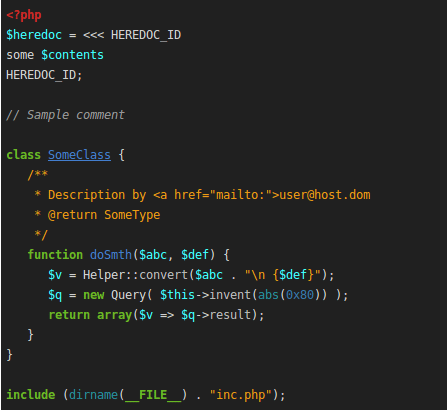 <?php
$heredoc = <<< HEREDOC_ID
some $contents
HEREDOC_ID;
// Sample comment
class SomeClass {
/**
* Description by <a href="mailto:">user@host.dom
* @return SomeType
*/
function doSmth($abc, $def) {
$v = Helper::convert($abc . "\n {$def}");
$q = new Query( $this->invent(abs(0x80)) );
return array($v => $q->result);
}
}
include (dirname(__FILE__) . "inc.php");